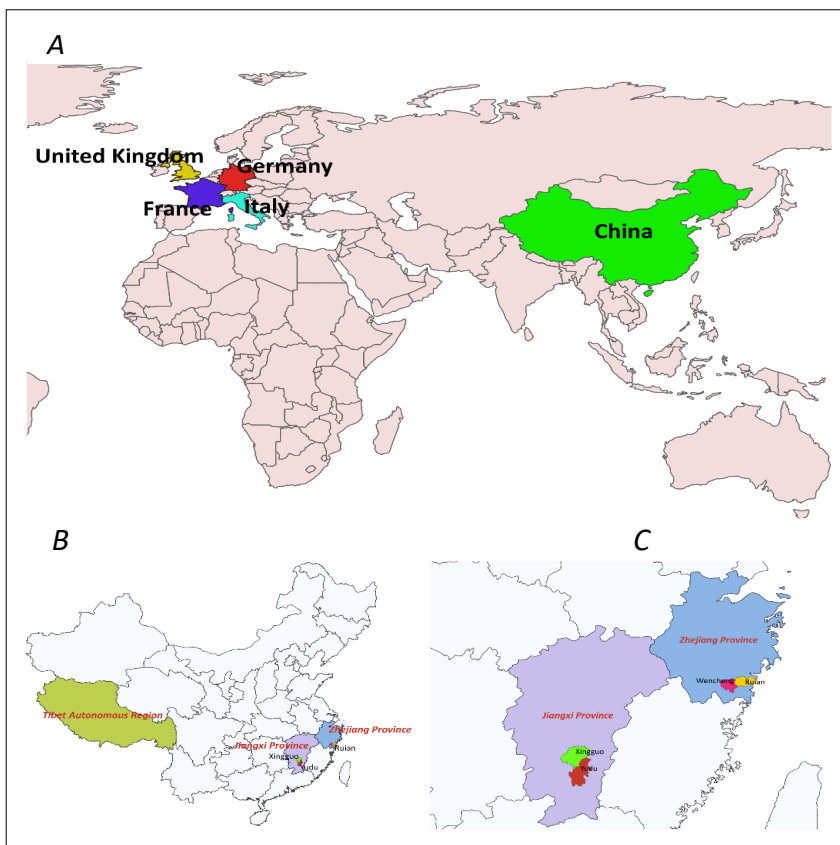 A
United Kingdom
Germany
France
Italy
China
B
Tibet Autonomous Region
Zhejiang Province
Jiangxi Province
Ruian
Xingguo
Yudu
C
Zhejiang Province
Wencheng
Ruian
Jiangxi Province
Xingguo
Yudu